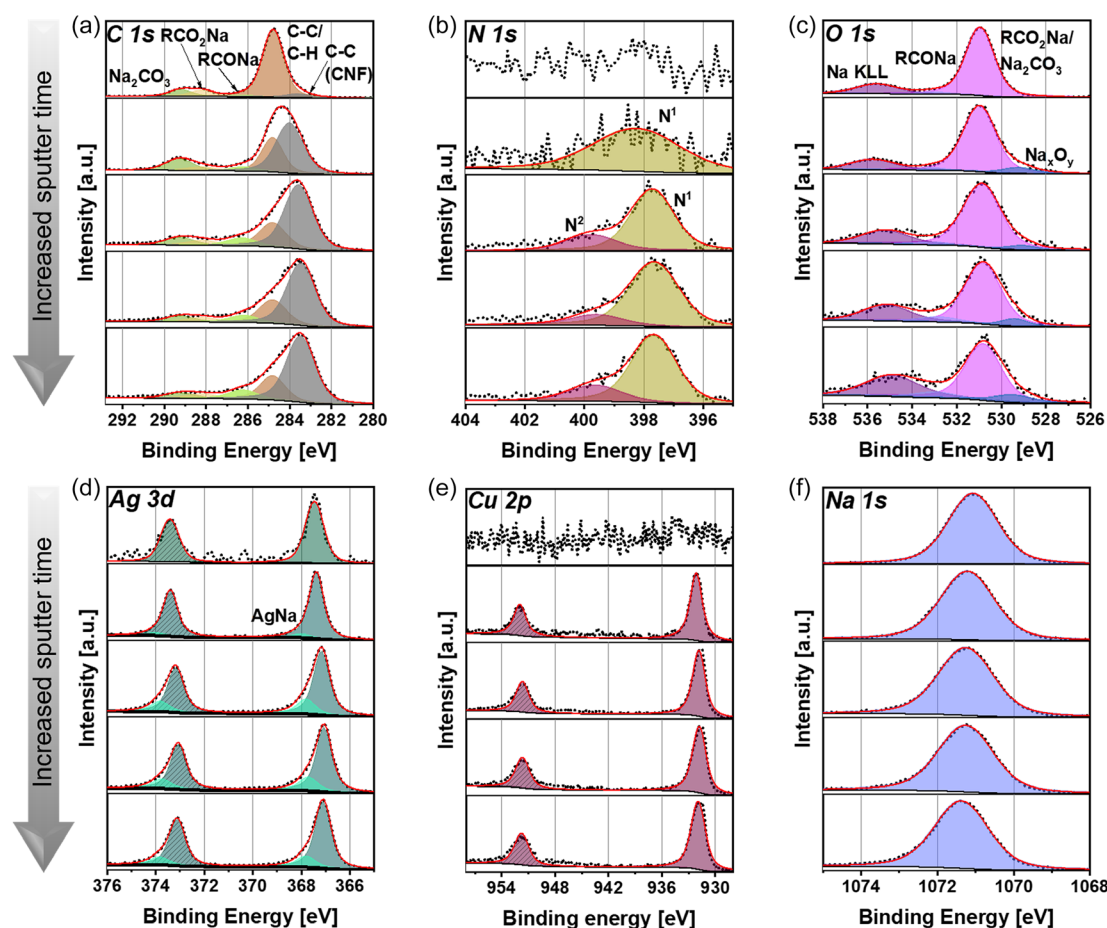 Increased sputter time
(a)
C 1s
RCO2Na
RCONa
Na2CO3
C-C/
C-H
C-C
(CNF)
Intensity [a.u.]
292 290 288 286 284 282 280
Binding Energy [eV]
(b)
N 1s
N¹
N²
N¹
Intensity [a.u.]
404 402 400 398 396
Binding Energy [eV]
(c)
O 1s
Na KLL
RCONa
RCO2Na/
Na2CO3
NaxOy
Intensity [a.u.]
538 536 534 532 530 528 526
Binding Energy [eV]
Increased sputter time
(d)
Ag 3d
AgNa
Intensity [a.u.]
376 374 372 370 368 366
Binding Energy [eV]
(e)
Cu 2p
Intensity [a.u.]
954 948 942 936 930
Binding energy [eV]
(f)
Na 1s
Intensity [a.u.]
1074 1072 1070 1068
Binding Energy [eV]